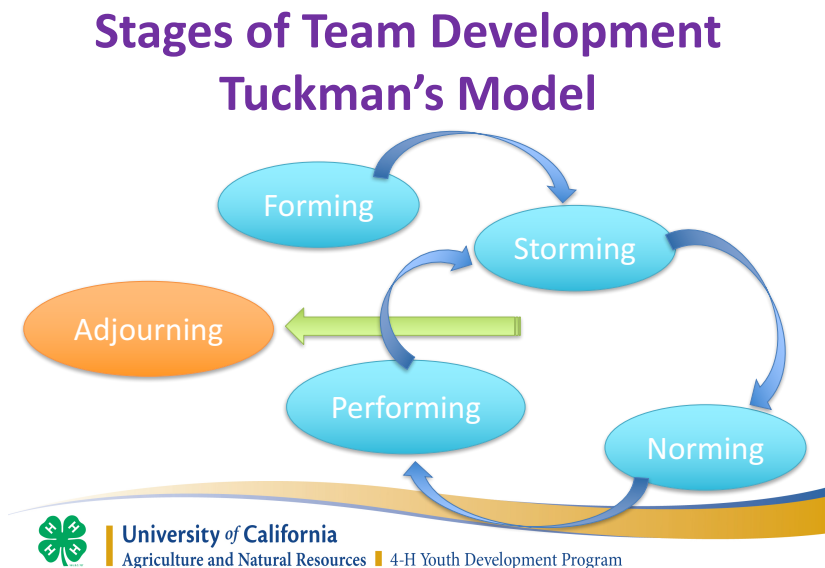 Stages of Team Development
Tuckman’s Model
Forming
Storming
Adjourning
Performing
Norming
H H
H H
University of California
Agriculture and Natural Resources
4-H Youth Development Program